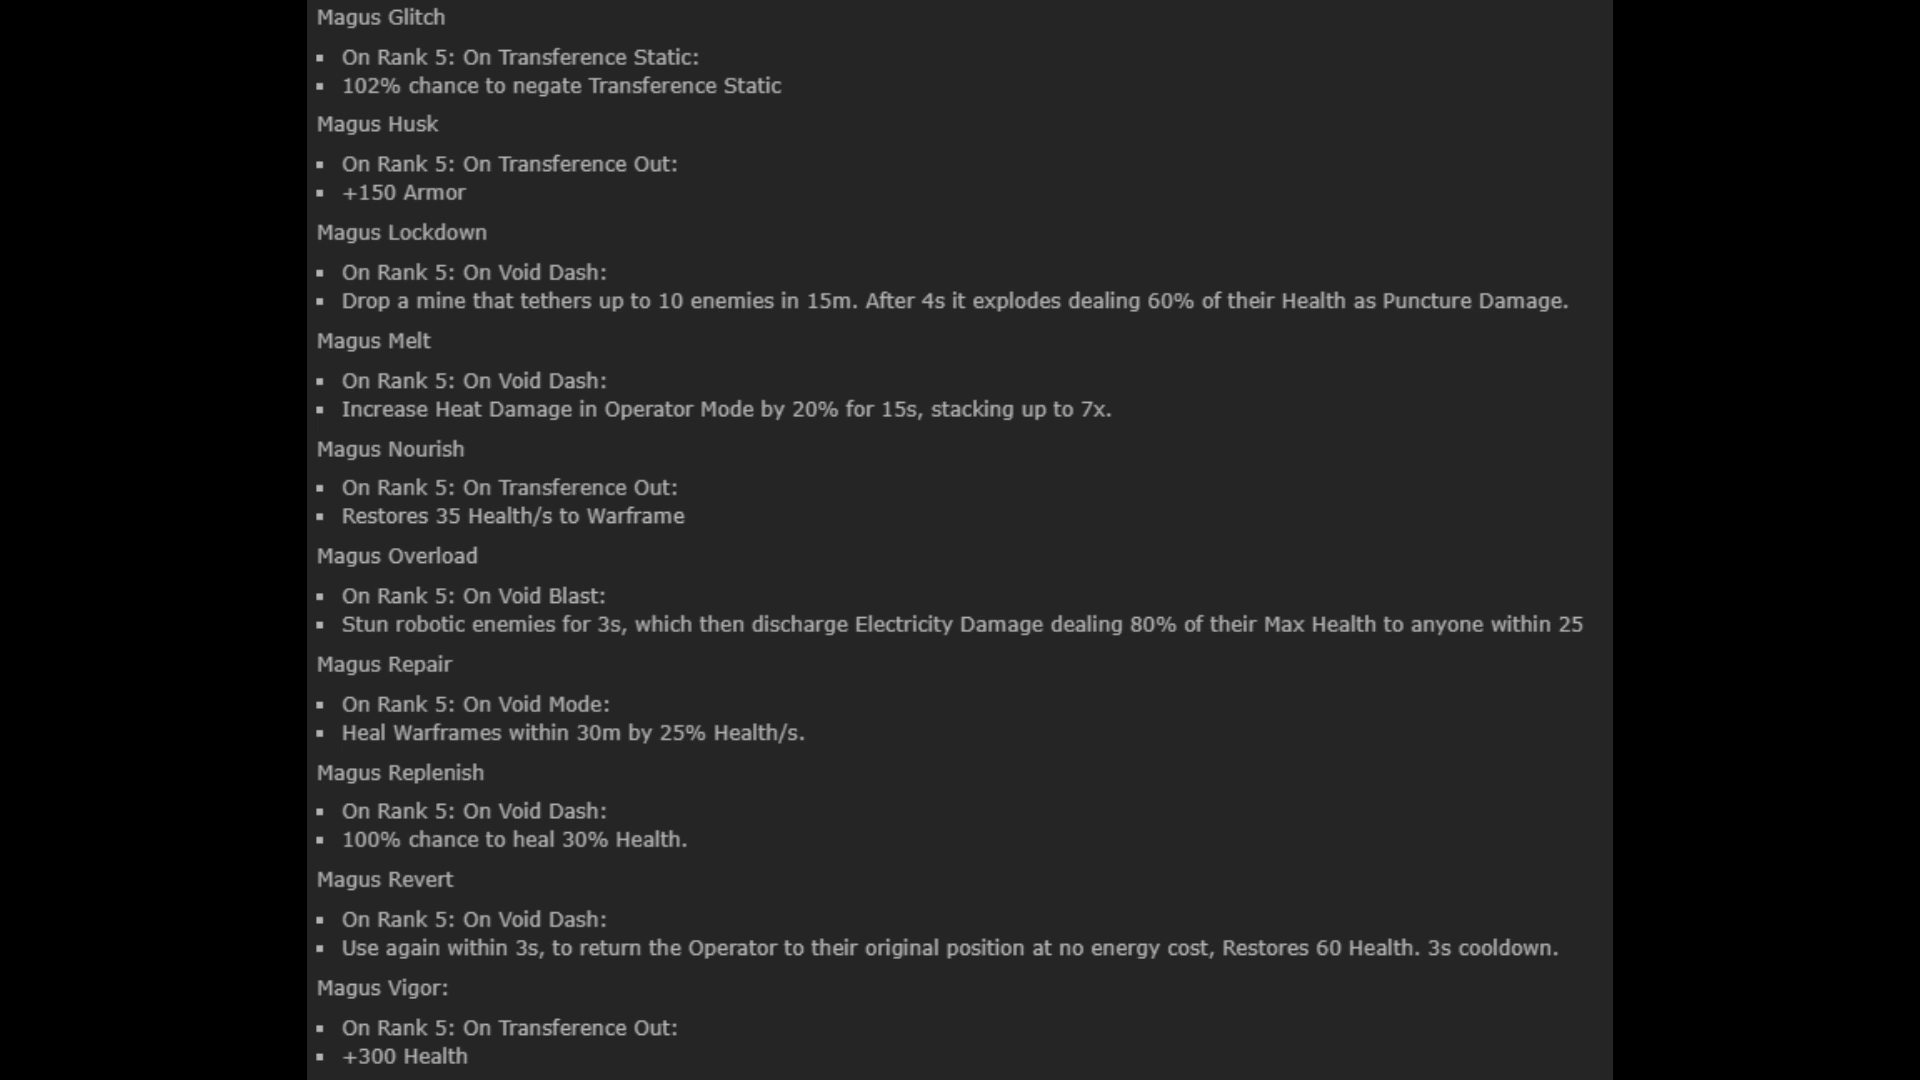 Magus Glitch
▪ On Rank 5: On Transference Static:
▪ 102% chance to negate Transference Static
Magus Husk
▪ On Rank 5: On Transference Out:
▪ +150 Armor
Magus Lockdown
▪ On Rank 5: On Void Dash:
▪ Drop a mine that tethers up to 10 enemies in 15m. After 4s it explodes dealing 60% of their Health as Puncture Damage.
Magus Melt
▪ On Rank 5: On Void Dash:
▪ Increase Heat Damage in Operator Mode by 20% for 15s, stacking up to 7x.
Magus Nourish
▪ On Rank 5: On Transference Out:
▪ Restores 35 Health/s to Warframe
Magus Overload
▪ On Rank 5: On Void Blast:
▪ Stun robotic enemies for 3s, which then discharge Electricity Damage dealing 80% of their Max Health to anyone within 25
Magus Repair
▪ On Rank 5: On Void Mode:
▪ Heal Warframes within 30m by 25% Health/s.
Magus Replenish
▪ On Rank 5: On Void Dash:
▪ 100% chance to heal 30% Health.
Magus Revert
▪ On Rank 5: On Void Dash:
▪ Use again within 3s, to return the Operator to their original position at no energy cost, Restores 60 Health. 3s cooldown.
Magus Vigor:
▪ On Rank 5: On Transference Out:
▪ +300 Health